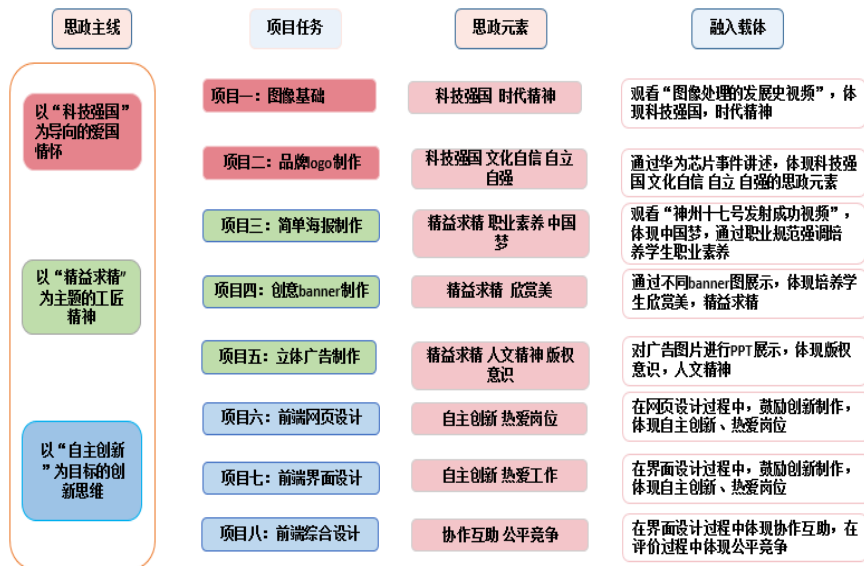 思政主线
项目任务
思政元素
融入载体
以“科技强国”
为导向的爱国
情怀
项目一：图像基础
科技强国 时代精神
观看“图像处理的发展史视频”，体
现科技强国，时代精神
项目二：品牌logo制作
科技强国 文化自信 自立
自强
通过华为芯片事件讲述，体现科技强
国 文化自信 自立 自强的思政元素
以“精益求精”
为主题的工匠
精神
项目三：简单海报制作
精益求精 职业素养 中国
梦
观看“神州十七号发射成功视频”，
体现中国梦，通过职业规范强调培
养学生职业素养
项目四：创意banner制作
精益求精 欣赏美
通过不同banner图展示，体现培养学
生欣赏美，精益求精
项目五：立体广告制作
精益求精 人文精神 版权
意识
对广告图片进行PPT展示，体现版权
意识，人文精神
以“自主创新
”为目标的创
新思维
项目六：前端网页设计
自主创新 热爱岗位
在网页设计过程中，鼓励创新制作，
体现自主创新、热爱岗位
项目七：前端界面设计
自主创新 热爱工作
在界面设计过程中，鼓励创新制作，
体现自主创新、热爱岗位
项目八：前端综合设计
协作互助 公平竞争
在界面设计过程中体现协作互助，在
评价过程中体现公平竞争